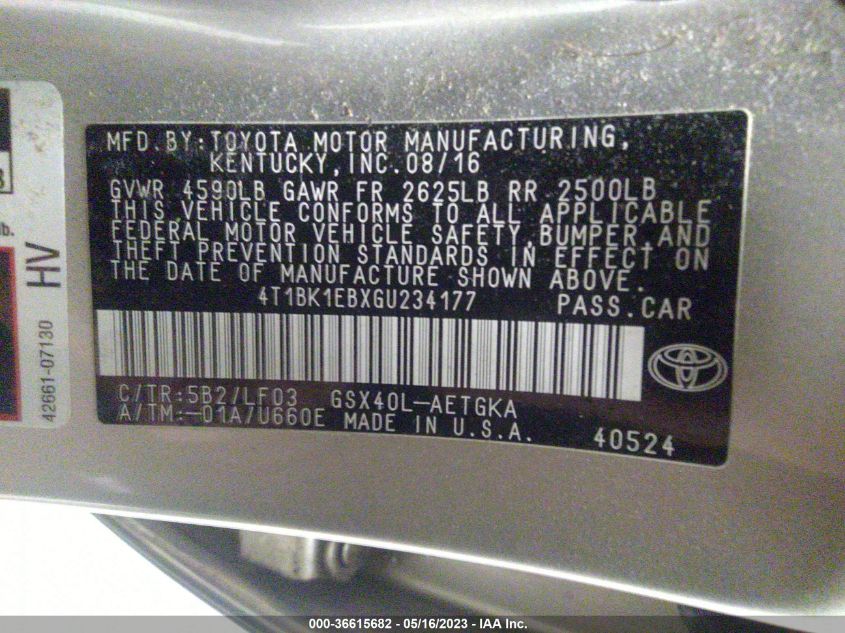 MFD.BY:TOYOTA MOTOR MANUFACTURING,
KENTUCKY,INC.08/16
GVWR 4590LB GAWR FR 2625LB RR 2500LB
THIS VEHICLE CONFORMS TO ALL APPLICABLE
FEDERAL MOTOR VEHICLE SAFETY,BUMPER,AND
THEFT PREVENTION STANDARDS IN EFFECT ON
THE DATE OF MANUFACTURE SHOWN ABOVE.
4T1BK1EBXGU234177 PASS.CAR
C/TR:5B2/LF03 GSX40L-AETGKA
A/TM:-01A/U660E MADE IN U.S.A. 40524
lb.
HV
42661-07130
000-36615682 / 05/16/2023 - IAA Inc.